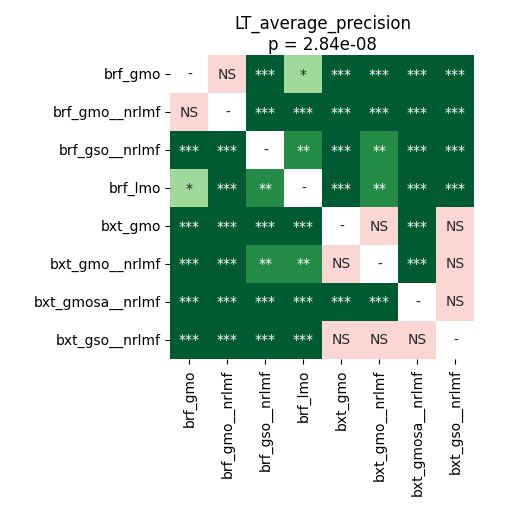 LT_average_precision
p = 2.84e-08
brf_gmo - NS *** * *** *** *** ***
brf_gmo__nrlmf NS - *** *** *** *** *** ***
brf_gso__nrlmf *** *** - ** *** ** *** ***
brf_lmo * *** ** - *** ** *** ***
bxt_gmo *** *** *** *** - NS *** NS
bxt_gmo__nrlmf *** *** ** ** NS - *** NS
bxt_gmosa__nrlmf *** *** *** *** *** *** - NS
bxt_gso__nrlmf *** *** *** *** NS NS NS -
brf_gmo
brf_gmo__nrlmf
brf_gso__nrlmf
brf_lmo
bxt_gmo
bxt_gmo__nrlmf
bxt_gmosa__nrlmf
bxt_gso__nrlmf